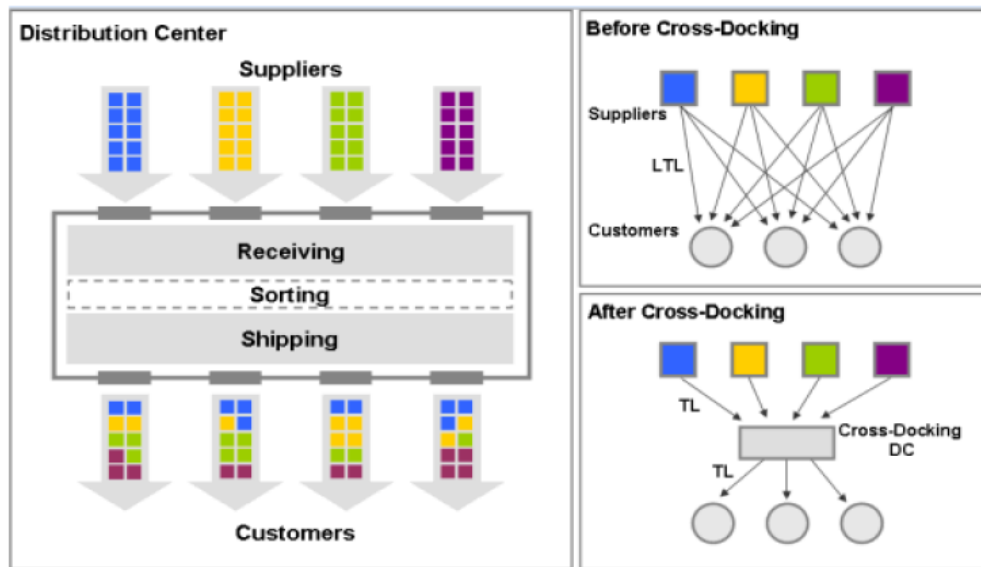 Distribution Center
Suppliers
Receiving
Sorting
Shipping
Customers
Before Cross-Docking
Suppliers
LTL
Customers
After Cross-Docking
TL
Cross-Docking
DC
TL